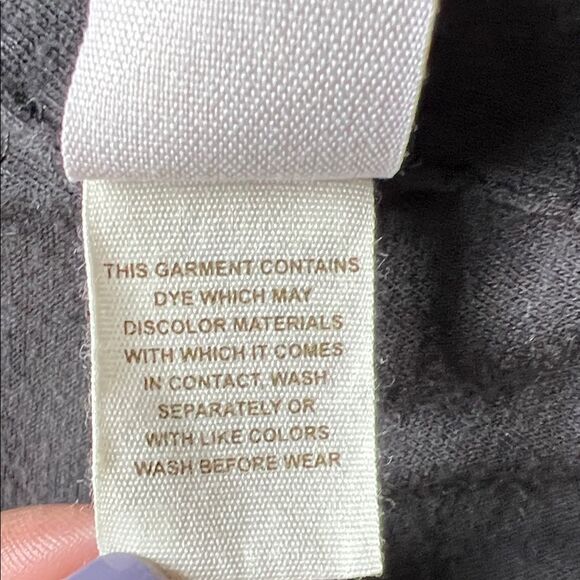 THIS GARMENT CONTAINS
DYE WHICH MAY
DISCOLOR MATERIALS
WITH WHICH IT COMES
IN CONTACT. WASH
SEPARATELY OR
WITH LIKE COLORS
WASH BEFORE WEAR